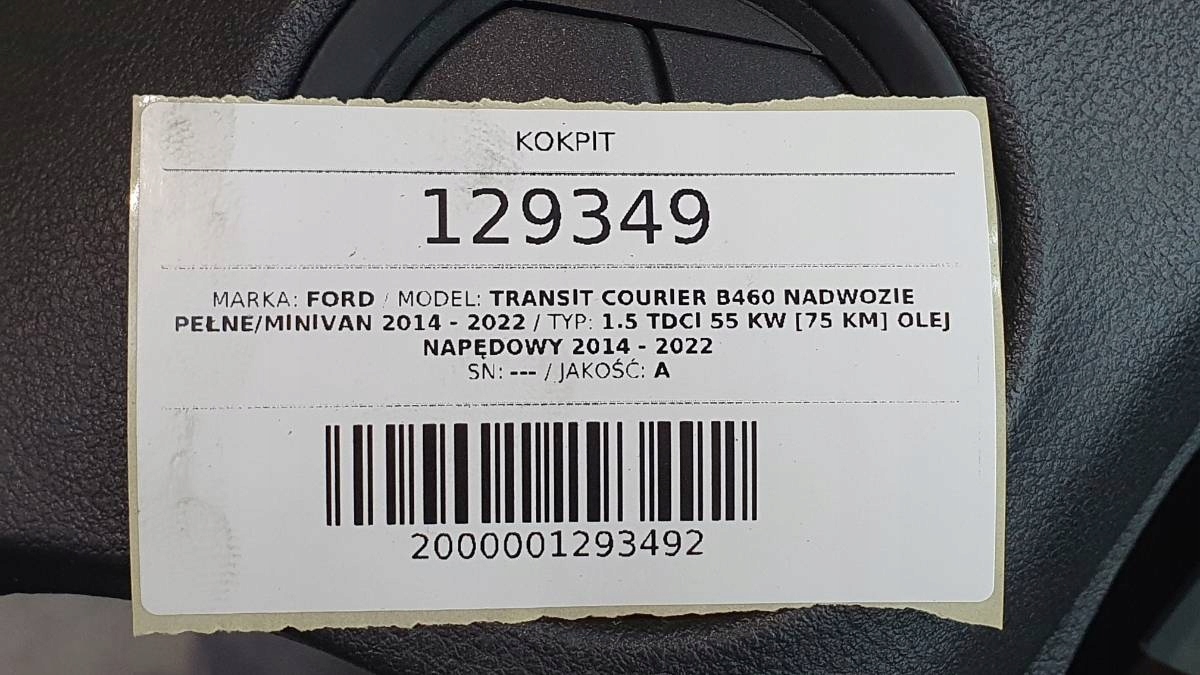 KOKPIT
129349
MARKA: FORD / MODEL: TRANSIT COURIER B460 NADWOZIE
PEŁNE/MINIVAN 2014 - 2022 / TYP: 1.5 TDCI 55 KW [75 KM] OLEJ
NAPĘDOWY 2014 - 2022
SN: --- / JAKOŚĆ: A
2000001293492